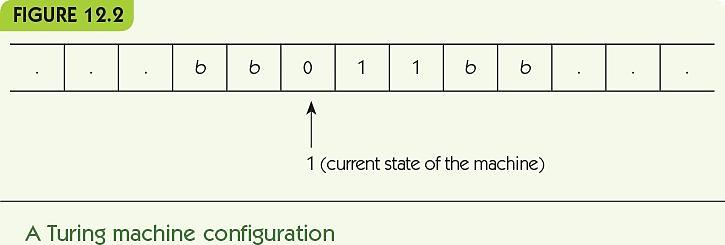 FIGURE 12.2
. . . b b 0 1 1 b b . . .
1 (current state of the machine)
A Turing machine configuration